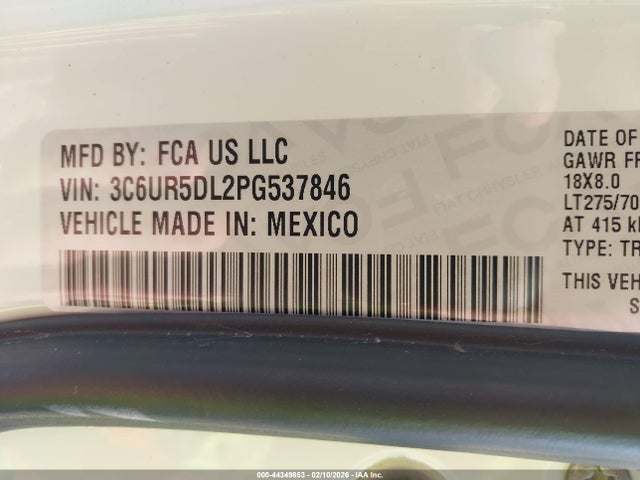 MFD BY: FCA US LLC
VIN: 3C6UR5DL2PG537846
VEHICLE MADE IN: MEXICO
DATE OF
GAWR FR
18X8.0
LT275/70
AT 415 k
TYPE: TR
THIS VEH
S
000-44349853 — 02/10/2026 — IAA Inc.